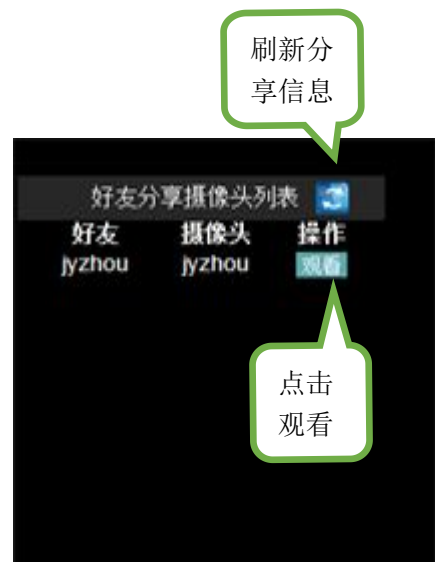 刷新分
享信息
好友分享摄像头列表
好友 摄像头 操作
jyzhou jyzhou 观看
点击
观看